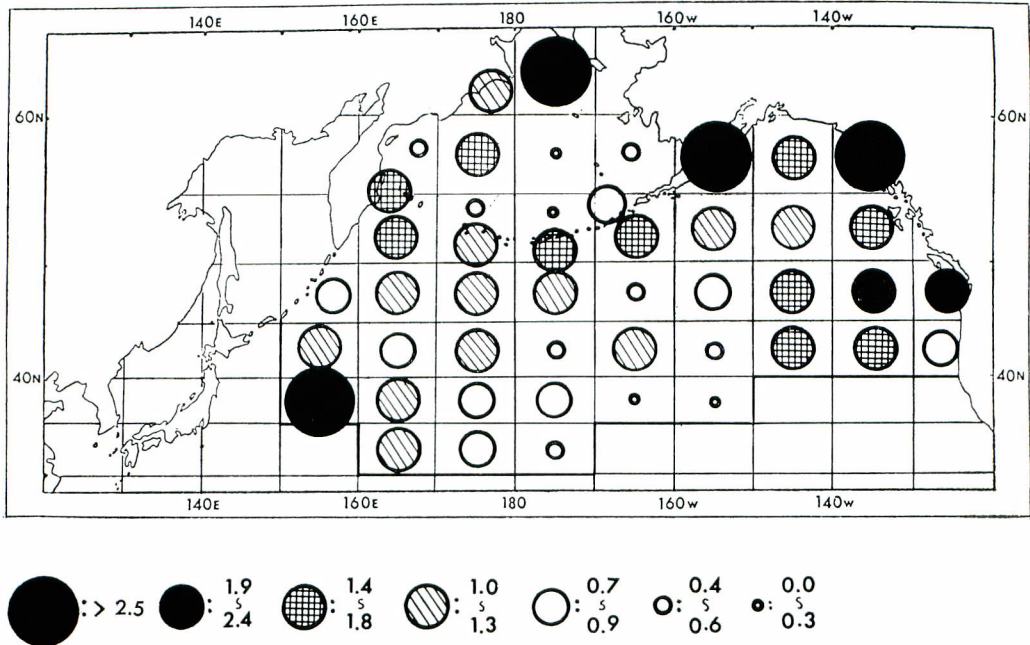 140E 160E 180 160W 140W
60N 60N
40N 40N
140E 160E 180 160W 140W
: > 2.5 : 1.9 S 2.4 : 1.4 S 1.8 : 1.0 S 1.3 : 0.7 S 0.9 : 0.4 S 0.6 : 0.0 S 0.3